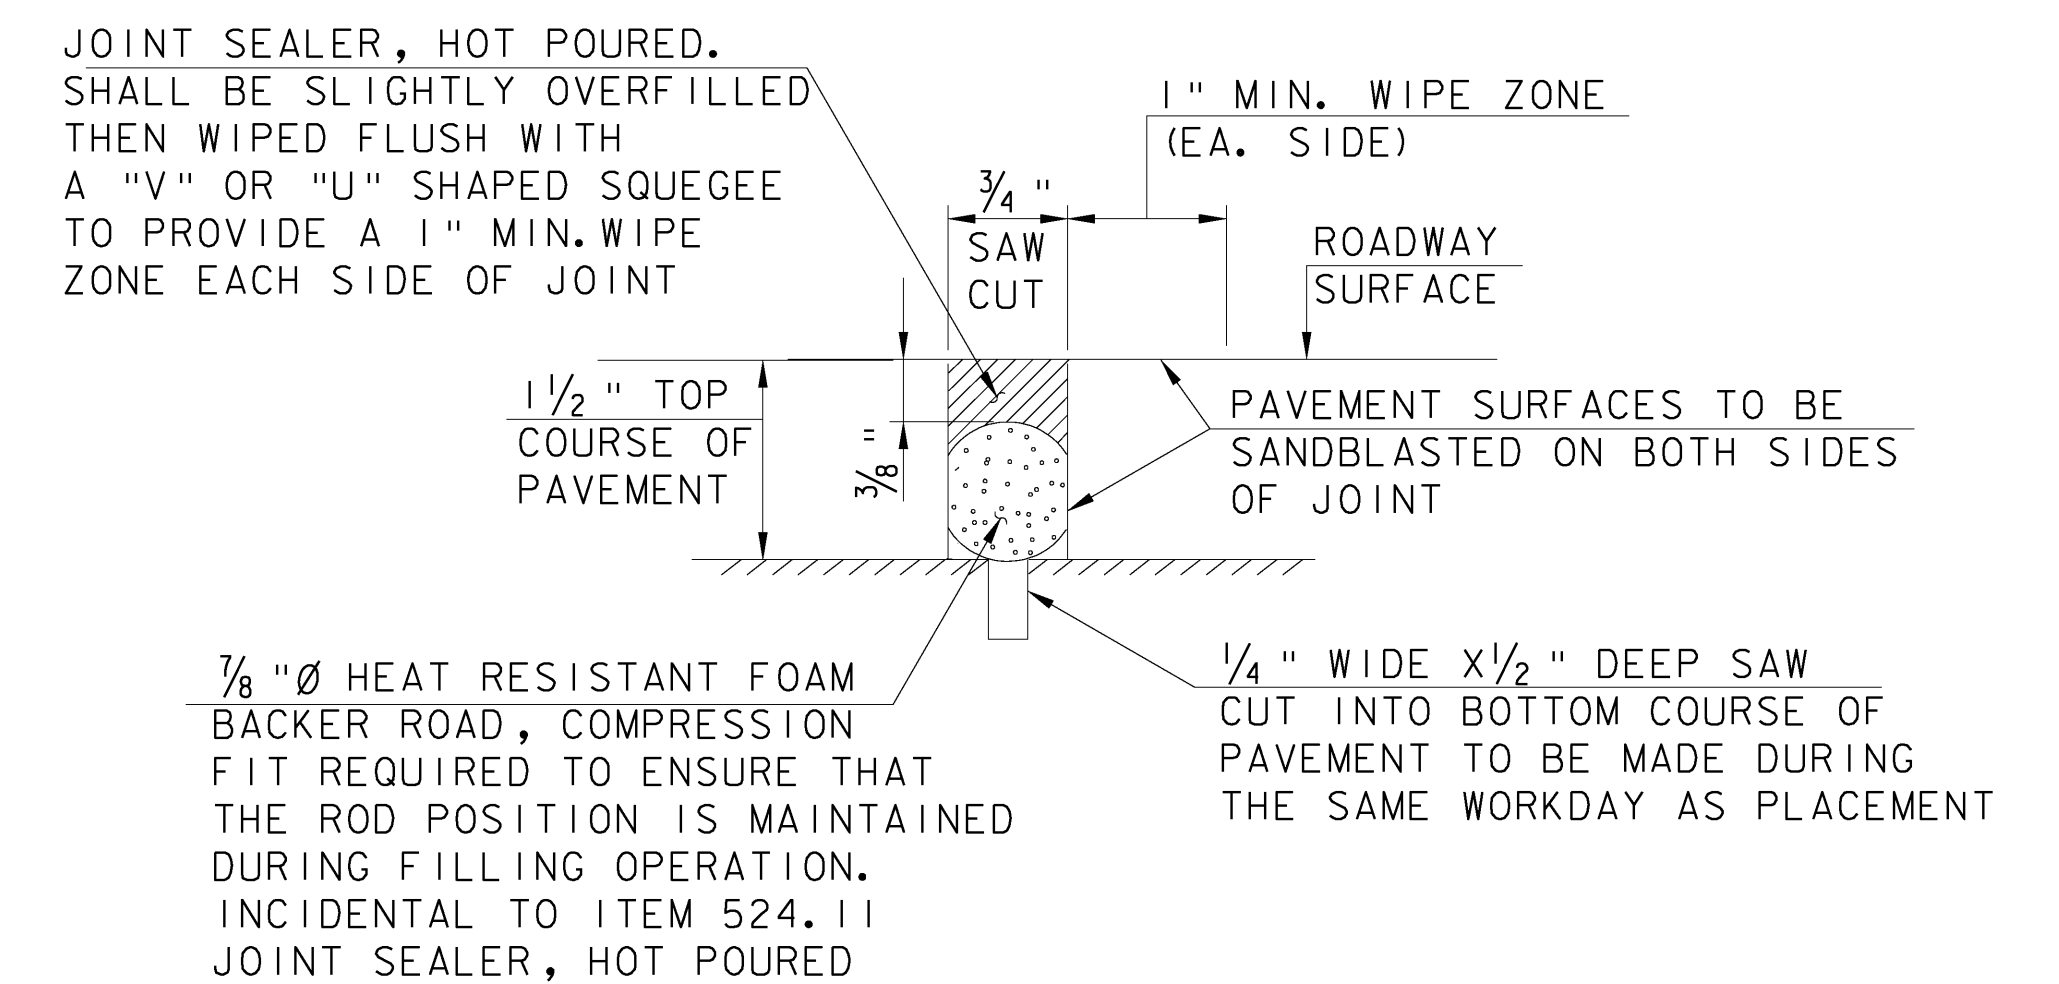 JOINT SEALER, HOT POURED.
SHALL BE SLIGHTLY OVERFILLED
THEN WIPED FLUSH WITH
A "V" OR "U" SHAPED SQUEGEE
TO PROVIDE A 1" MIN. WIPE
ZONE EACH SIDE OF JOINT
1" MIN. WIPE ZONE
(EA. SIDE)
3/4 "
SAW
CUT
ROADWAY
SURFACE
1 1/2 " TOP
COURSE OF
PAVEMENT
3/8 "
PAVEMENT SURFACES TO BE
SANDBLASTED ON BOTH SIDES
OF JOINT
7/8 "Ø HEAT RESISTANT FOAM
BACKER ROAD, COMPRESSION
FIT REQUIRED TO ENSURE THAT
THE ROD POSITION IS MAINTAINED
DURING FILLING OPERATION.
INCIDENTAL TO ITEM 524.11
JOINT SEALER, HOT POURED
1/4 " WIDE X 1/2 " DEEP SAW
CUT INTO BOTTOM COURSE OF
PAVEMENT TO BE MADE DURING
THE SAME WORKDAY AS PLACEMENT